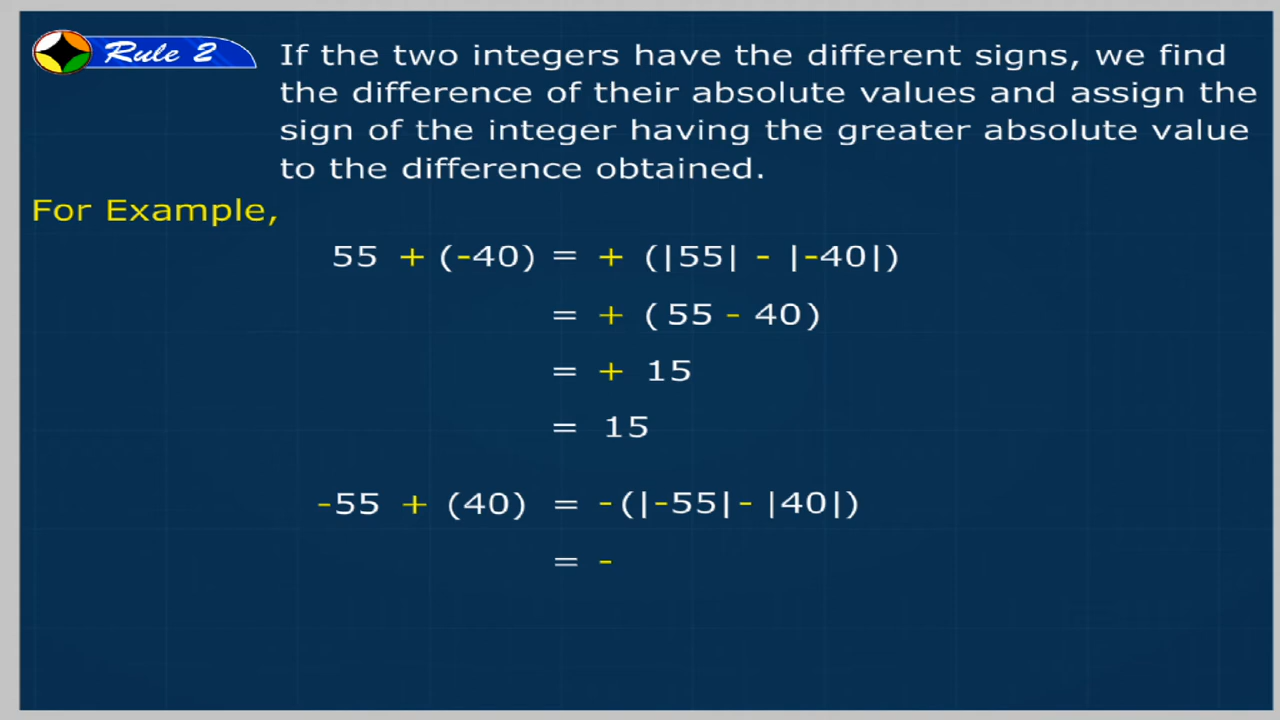 Rule 2
If the two integers have the different signs, we find
the difference of their absolute values and assign the
sign of the integer having the greater absolute value
to the difference obtained.
For Example,
55 + (-40) = + (|55| - |-40|)
= + (55 - 40)
= + 15
= 15
-55 + (40) = -(|-55|- |40|)
= -